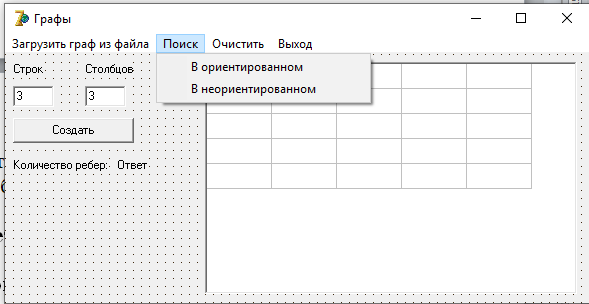 Графы
Загрузить граф из файла Поиск Очистить Выход
В ориентированном
В неориентированном
Строк Столбцов
3 3
Создать
Количество ребер: Ответ